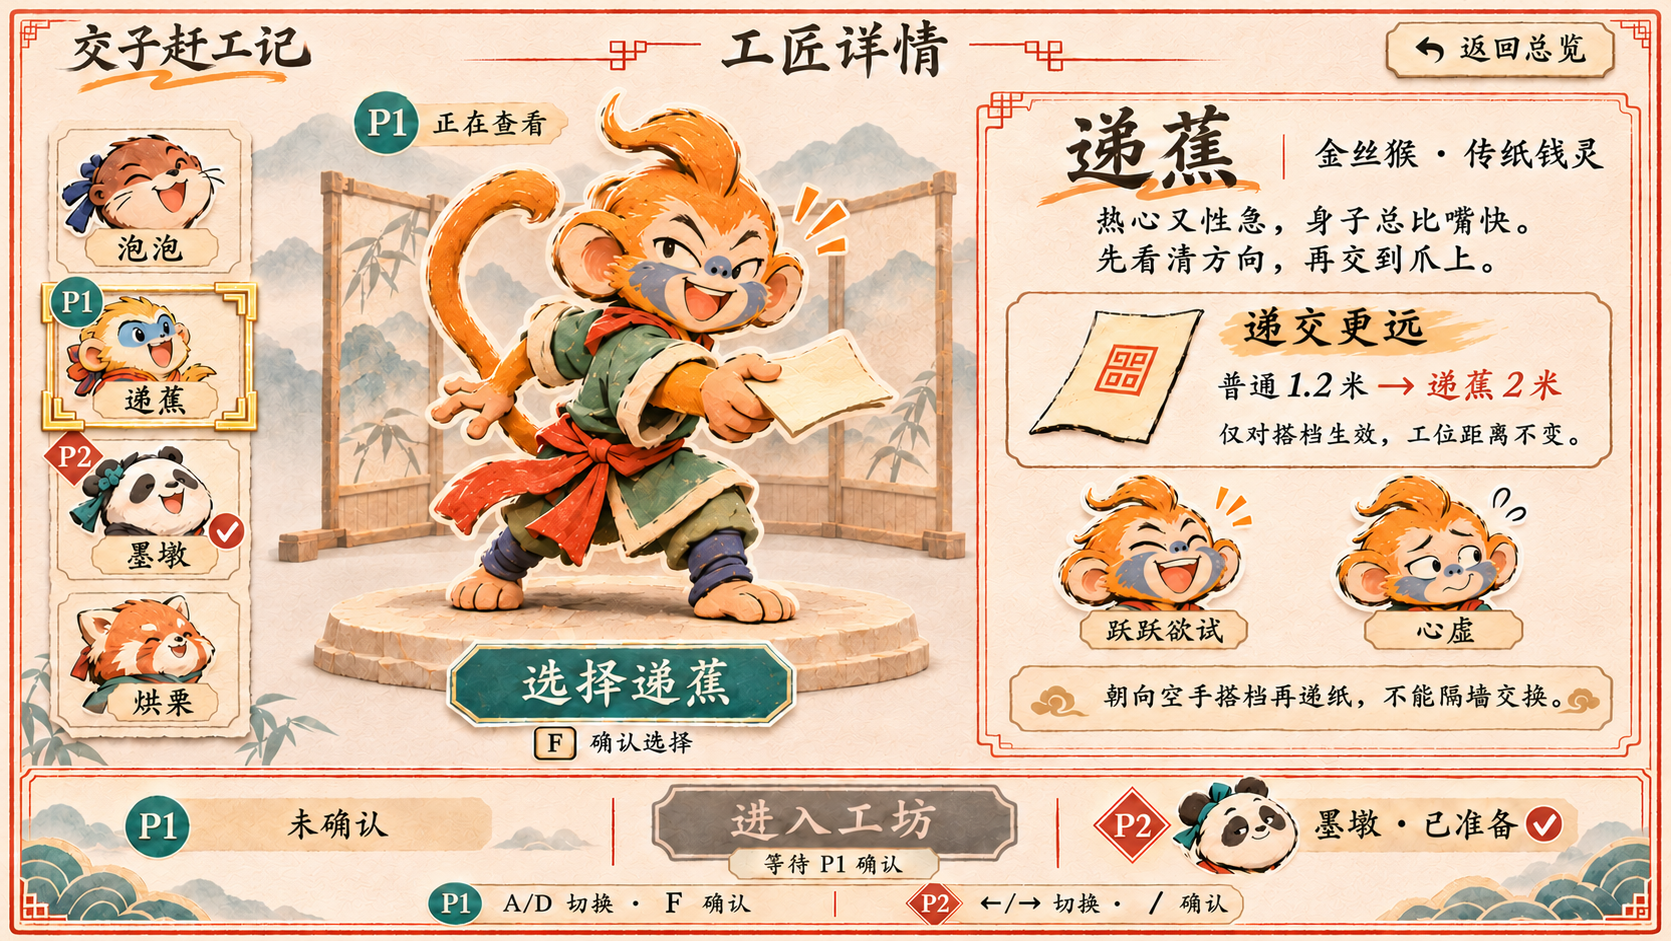 交子赶工记
工匠详情
返回总览
P1 正在查看
泡泡
P1
递蕉
P2
墨墩
烘栗
选择递蕉
F 确认选择
递蕉
金丝猴·传纸钱灵
热心又性急，身子总比嘴快。
先看清方向，再交到爪上。
递交更远
普通 1.2 米 → 递蕉 2 米
仅对搭档生效，工位距离不变。
跃跃欲试
心虚
朝向空手搭档再递纸，不能隔墙交换。
P1 未确认
进入工坊
等待 P1 确认
P2 墨墩·已准备
P1 A/D 切换 · F 确认
P2 ←/→ 切换 · / 确认